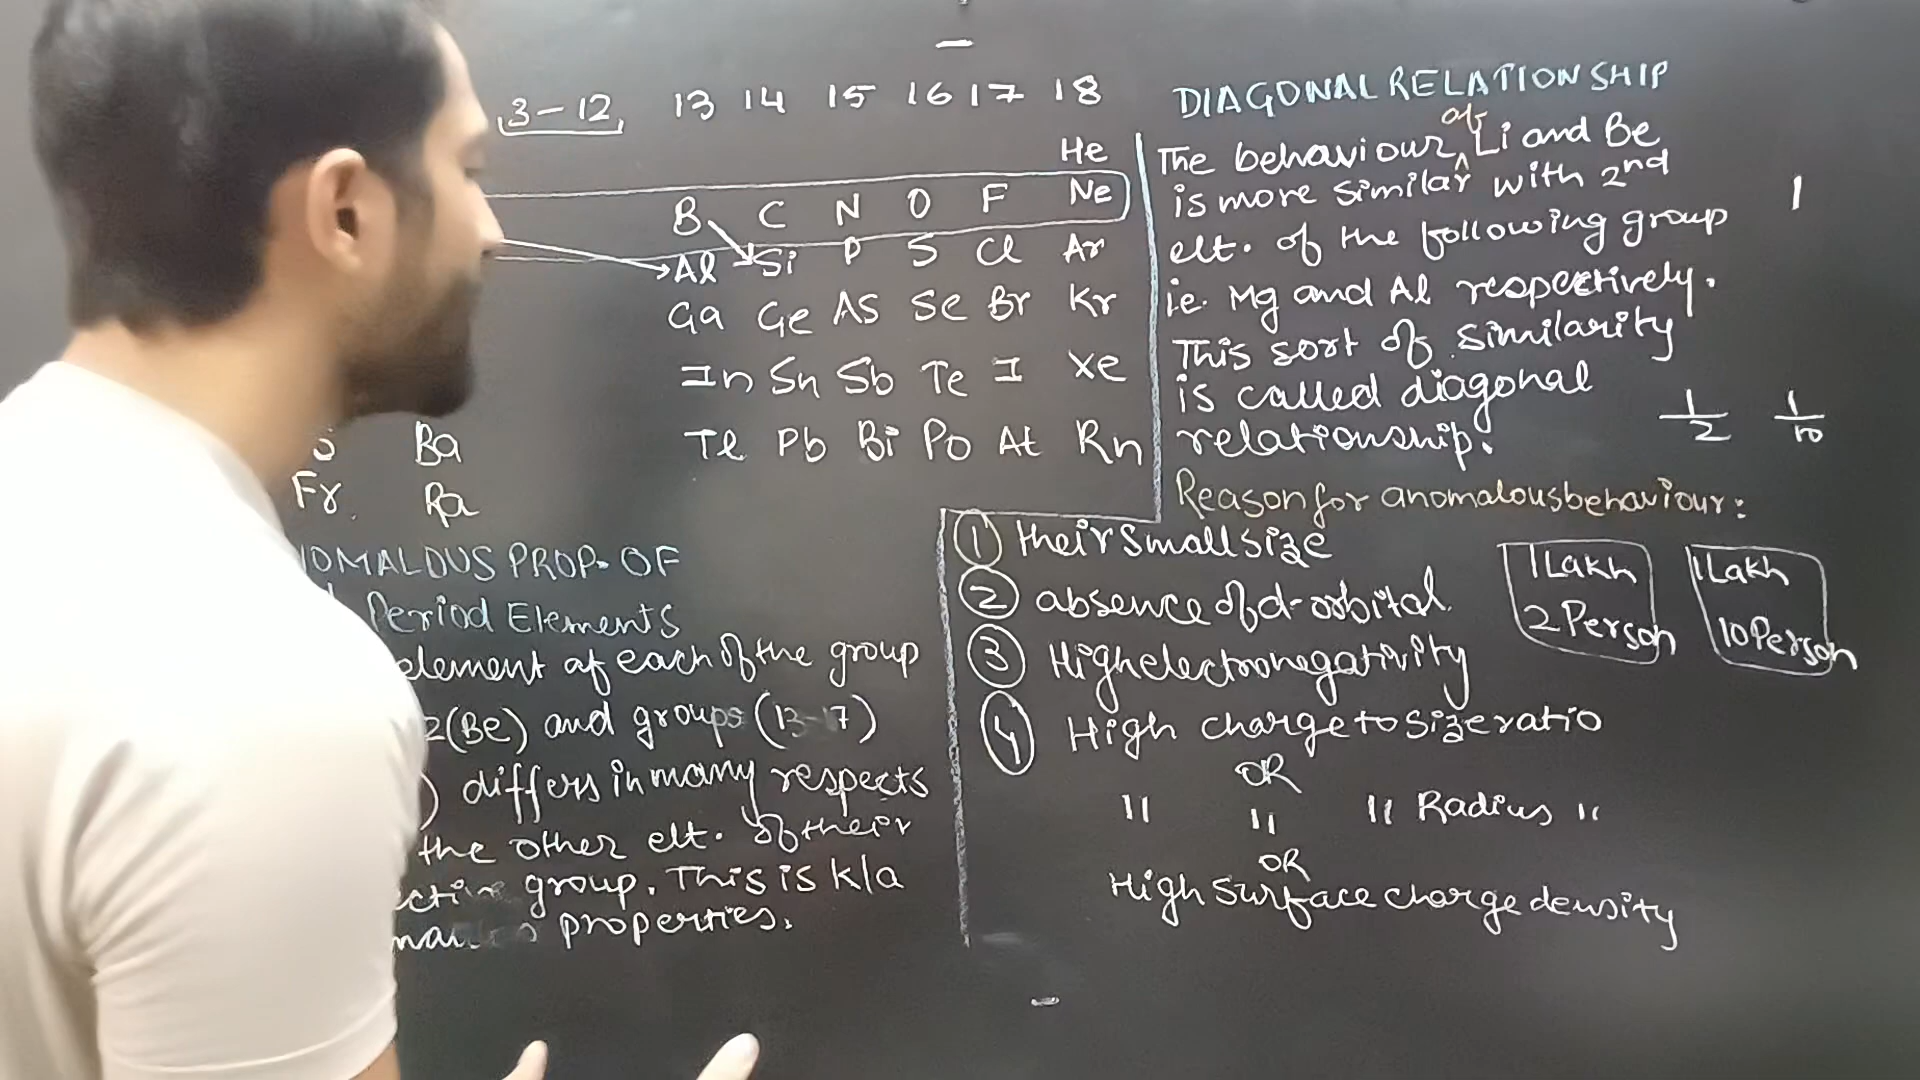 3-12 13 14 15 16 17 18
He
B C N O F Ne
Al Si P S Cl Ar
Ga Ge As Se Br Kr
In Sn Sb Te I Xe
Ba Tl Pb Bi Po At Rn
Fr Ra
OMALOUS PROP. OF
Period Elements
element of each of the group
2(Be) and groups (13-17)
) differs in many respects
the other elt. of their
group. This is k/a
properties.
DIAGONAL RELATIONSHIP
The behaviour of Li and Be
is more similar with 2nd
elt. of the following group
ie. Mg and Al respectively.
This sort of similarity
is called diagonal
relationship.
1
1/2 1/10
Reason for anomalous behaviour:
① their small size
② absence of d-orbital.
③ High electronegativity
④ High charge to size ratio
OR
" " " Radius "
OR
High surface charge density
1 Lakh
2 Person
1 Lakh
10 Person